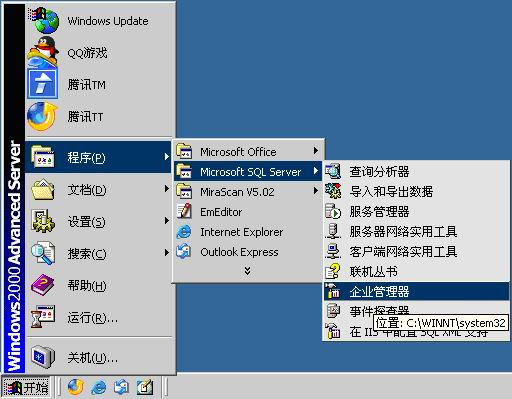 Windows Update
QQ游戏
腾讯TM
腾讯TT
程序(P)
文档(D)
设置(S)
搜索(C)
帮助(H)
运行(R)...
关机(U)...
Windows2000 Advanced Server
Microsoft Office
Microsoft SQL Server
MiraScan V5.02
EmEditor
Internet Explorer
Outlook Express
查询分析器
导入和导出数据
服务管理器
服务器网络实用工具
客户端网络实用工具
联机丛书
企业管理器
事件探查器
位置: C:\WINNT\system32
在 IIS 中配置 SQL XML 支持
开始